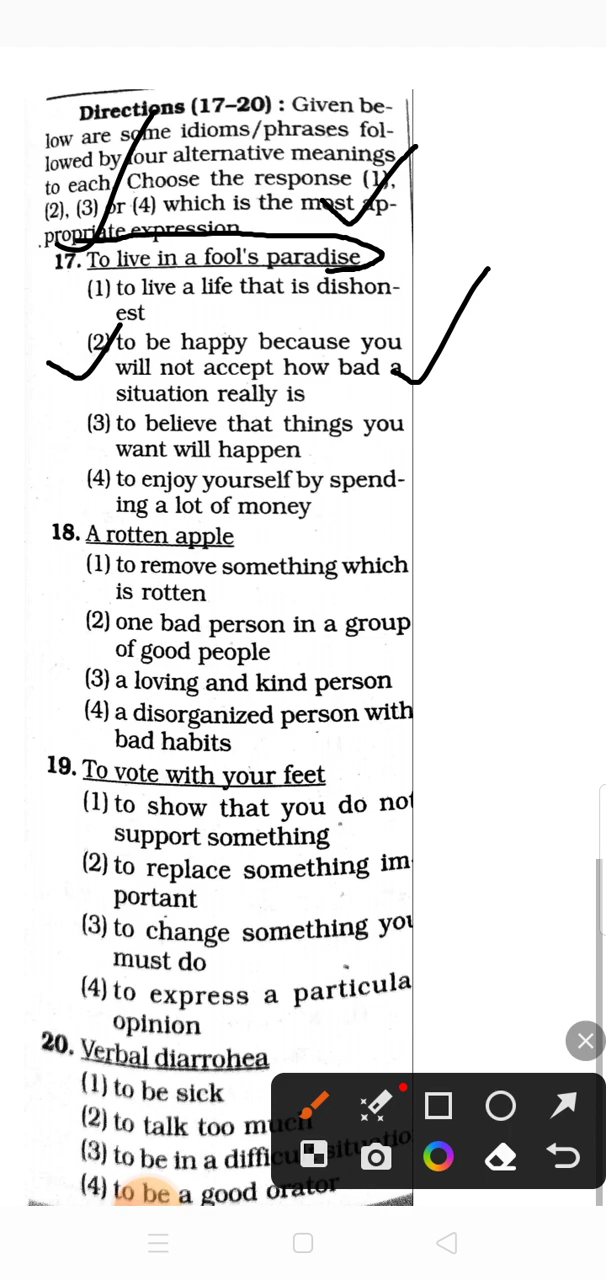 Directions (17–20) : Given be-
low are some idioms/phrases fol-
lowed by four alternative meanings
to each. Choose the response (1),
(2), (3) or (4) which is the most ap-
propriate expression
17. To live in a fool's paradise
(1) to live a life that is dishon-
est
(2) to be happy because you
will not accept how bad a
situation really is
(3) to believe that things you
want will happen
(4) to enjoy yourself by spend-
ing a lot of money
18. A rotten apple
(1) to remove something which
is rotten
(2) one bad person in a group
of good people
(3) a loving and kind person
(4) a disorganized person with
bad habits
19. To vote with your feet
(1) to show that you do not
support something
(2) to replace something im-
portant
(3) to change something you
must do
(4) to express a particula
opinion
20. Verbal diarrohea
(1) to be sick
(2) to talk too much
(3) to be in a difficult situatio
(4) to be a good orator